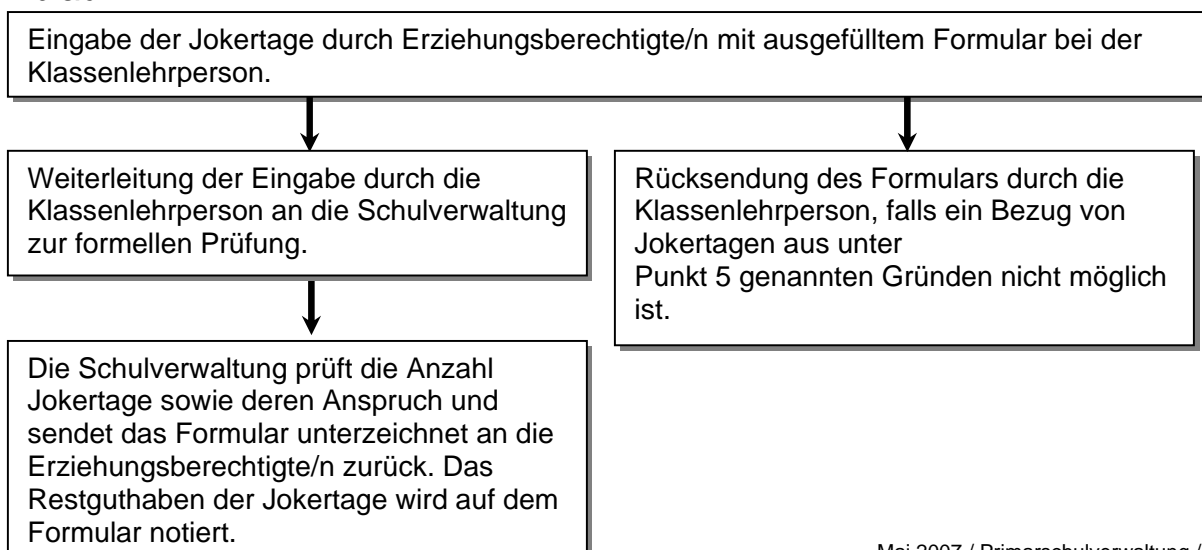 Eingabe der Jokertage durch Erziehungsberechtigte/n mit ausgefülltem Formular bei der
Klassenlehrperson.
Weiterleitung der Eingabe durch die
Klassenlehrperson an die Schulverwaltung
zur formellen Prüfung.
Rücksendung des Formulars durch die
Klassenlehrperson, falls ein Bezug von
Jokertagen aus unter
Punkt 5 genannten Gründen nicht möglich
ist.
Die Schulverwaltung prüft die Anzahl
Jokertage sowie deren Anspruch und
sendet das Formular unterzeichnet an die
Erziehungsberechtigte/n zurück. Das
Restguthaben der Jokertage wird auf dem
Formular notiert.
Mai 2007 / Primarschulverwaltung /